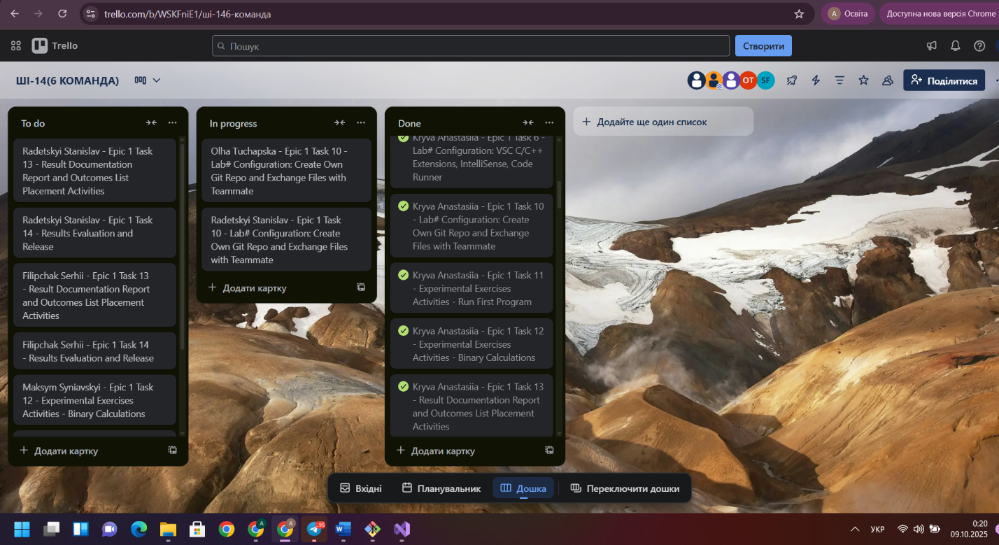 trello.com/b/WSKFniE1/ші-146-команда
А Освіта
Доступна нова версія Chrome
Trello
Пошук
Створити
ШІ-14(6 КОМАНДА)
OT
SF
Поділитися
To do
Radetskyi Stanislav - Epic 1 Task
13 - Result Documentation
Report and Outcomes List
Placement Activities
Radetskyi Stanislav - Epic 1 Task
14 - Results Evaluation and
Release
Filipchak Serhii - Epic 1 Task 13
- Result Documentation Report
and Outcomes List Placement
Activities
Filipchak Serhii - Epic 1 Task 14
- Results Evaluation and Release
Maksym Syniavskyi - Epic 1 Task
12 - Experimental Exercises
Activities - Binary Calculations
Додати картку
In progress
Olha Tuchapska - Epic 1 Task 10 -
Lab# Configuration: Create Own
Git Repo and Exchange Files with
Teammate
Radetskyi Stanislav - Epic 1 Task
10 - Lab# Configuration: Create
Own Git Repo and Exchange Files
with Teammate
Додати картку
Done
Kryva Anastasiia - Epic 1 Task 6 -
Lab# Configuration: VSC C/C++
Extensions, IntelliSense, Code
Runner
Kryva Anastasiia - Epic 1 Task 10
- Lab# Configuration: Create
Own Git Repo and Exchange
Files with Teammate
Kryva Anastasiia - Epic 1 Task 11
- Experimental Exercises
Activities - Run First Program
Kryva Anastasiia - Epic 1 Task 12
- Experimental Exercises
Activities - Binary Calculations
Kryva Anastasiia - Epic 1 Task 13
- Result Documentation Report
and Outcomes List Placement
Activities
Додати картку
Додайте ще один список
Вхідні
Планувальник
Дошка
Переключити дошки
УКР
0:20
09.10.2025